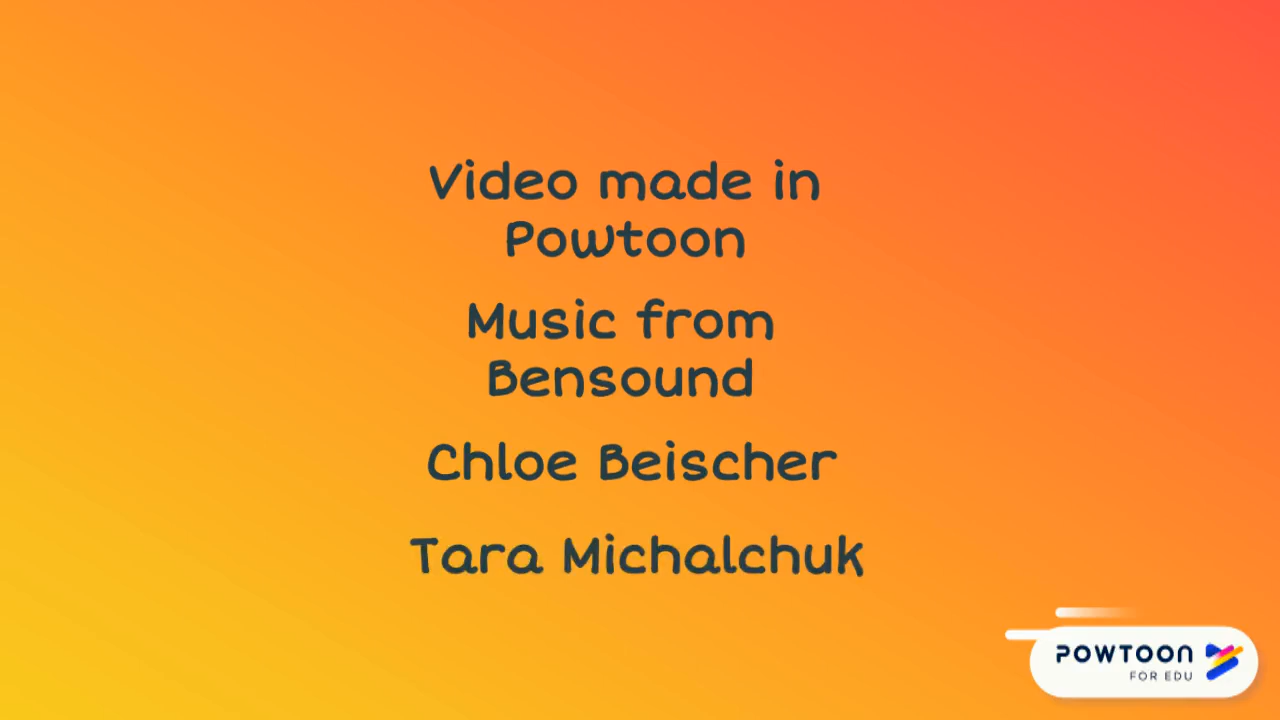 Video made in
Powtoon
Music from
Bensound
Chloe Beischer
Tara Michalchuk
POWTOON
FOR EDU